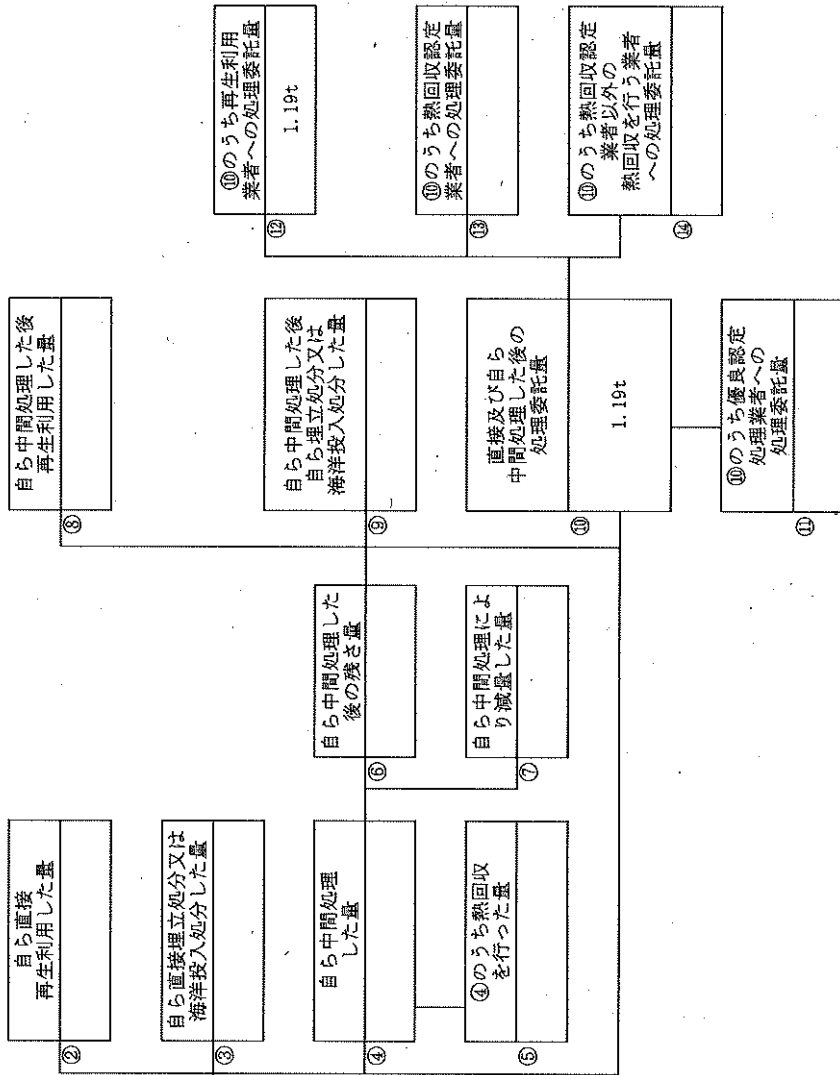 ②
自ら直接
再生利用した量
③
自ら直接埋立処分又は
海洋投入処分した量
④
自ら中間処理
した量
⑤
④のうち熱回収
を行った量
⑥
自ら中間処理した
後の残さ量
⑦
自ら中間処理によ
り減量した量
⑧
自ら中間処理した後
再生利用した量
⑨
自ら中間処理した後
自ら埋立処分又は
海洋投入処分した量
⑩
直接及び自ら
中間処理した後の
処理委託量
1.19t
⑪
⑩のうち優良認定
処理業者への
処理委託量
⑫
⑩のうち再生利用
業者への処理委託量
1.19t
⑬
⑩のうち熱回収認定
業者への処理委託量
⑭
⑩のうち熱回収認定
業者以外の
熱回収を行う業者
への処理委託量